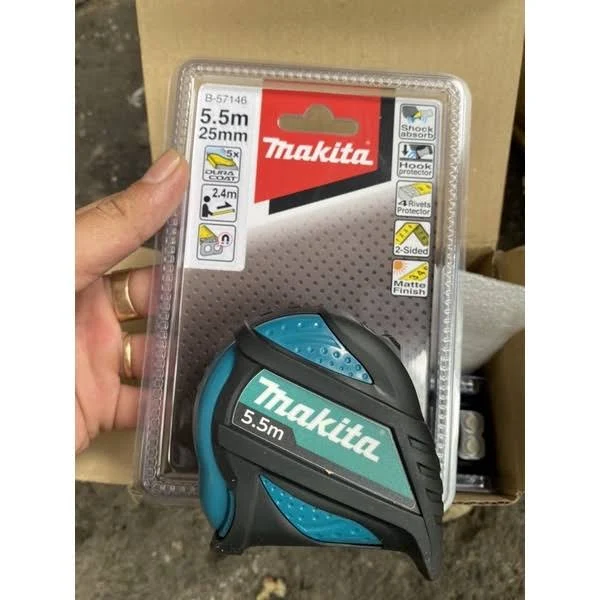 B-57146
5.5m
25mm
5x
DURA
COAT
2.4m
makita
Shock
absorb
Hook
protector
4 Rivets
Protector
2-Sided
Matte
Finish
makita
5.5m